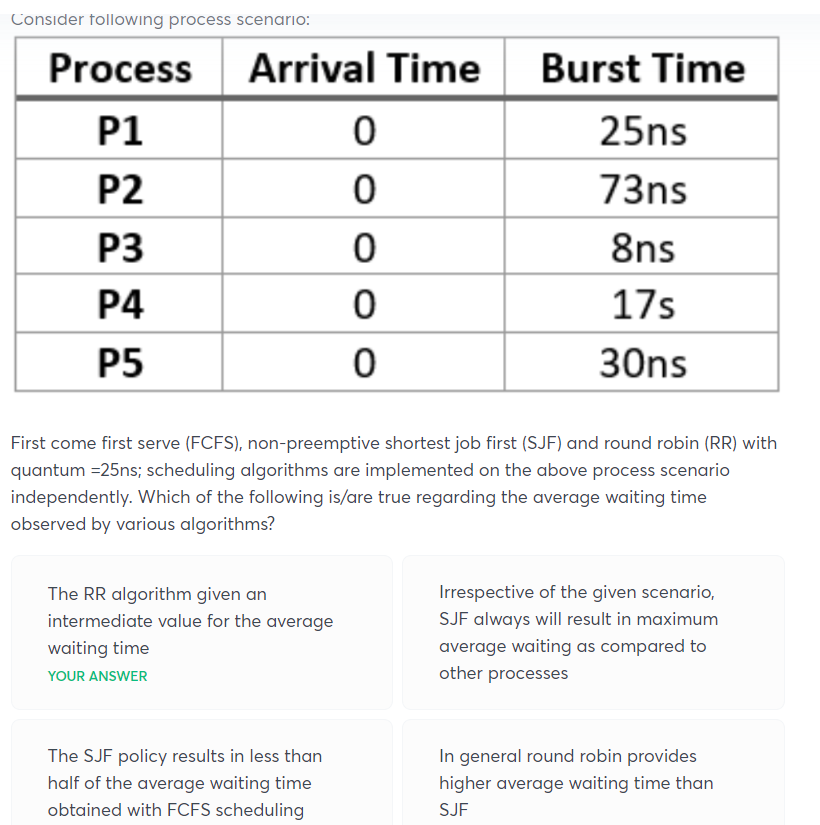 Consider following process scenario:
Process Arrival Time Burst Time
P1 0 25ns
P2 0 73ns
P3 0 8ns
P4 0 17s
P5 0 30ns
First come first serve (FCFS), non-preemptive shortest job first (SJF) and round robin (RR) with
quantum =25ns; scheduling algorithms are implemented on the above process scenario
independently. Which of the following is/are true regarding the average waiting time
observed by various algorithms?
The RR algorithm given an
intermediate value for the average
waiting time
YOUR ANSWER
Irrespective of the given scenario,
SJF always will result in maximum
average waiting as compared to
other processes
The SJF policy results in less than
half of the average waiting time
obtained with FCFS scheduling
In general round robin provides
higher average waiting time than
SJF